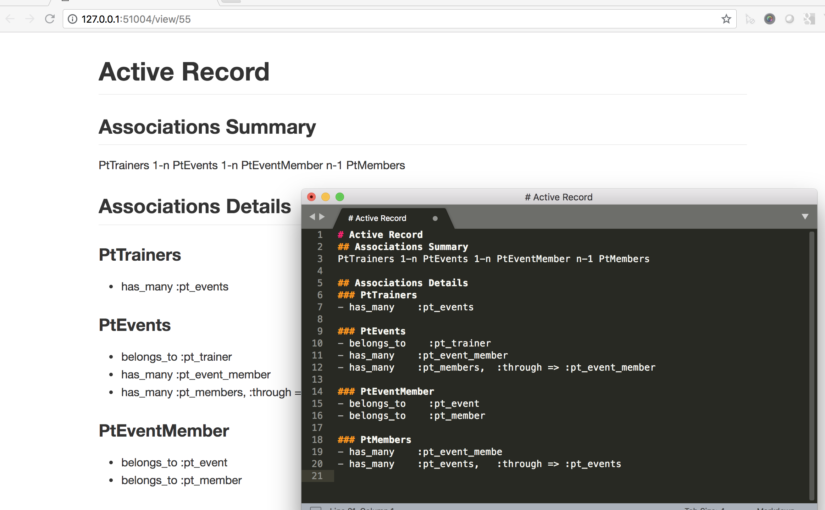 127.0.0.1:51004/view/55
Active Record
Associations Summary
PtTrainers 1-n PtEvents 1-n PtEventMember n-1 PtMembers
Associations Details
PtTrainers
has_many :pt_events
PtEvents
belongs_to :pt_trainer
has_many :pt_event_member
has_many :pt_members, :through =
PtEventMember
belongs_to :pt_event
belongs_to :pt_member
# Active Record
# Active Record
1 # Active Record
2 ## Associations Summary
3 PtTrainers 1-n PtEvents 1-n PtEventMember n-1 PtMembers
4
5 ## Associations Details
6 ### PtTrainers
7 - has_many :pt_events
8
9 ### PtEvents
10 - belongs_to :pt_trainer
11 - has_many :pt_event_member
12 - has_many :pt_members, :through => :pt_event_member
13
14 ### PtEventMember
15 - belongs_to :pt_event
16 - belongs_to :pt_member
17
18 ### PtMembers
19 - has_many :pt_event_membe
20 - has_many :pt_events, :through => :pt_events
21